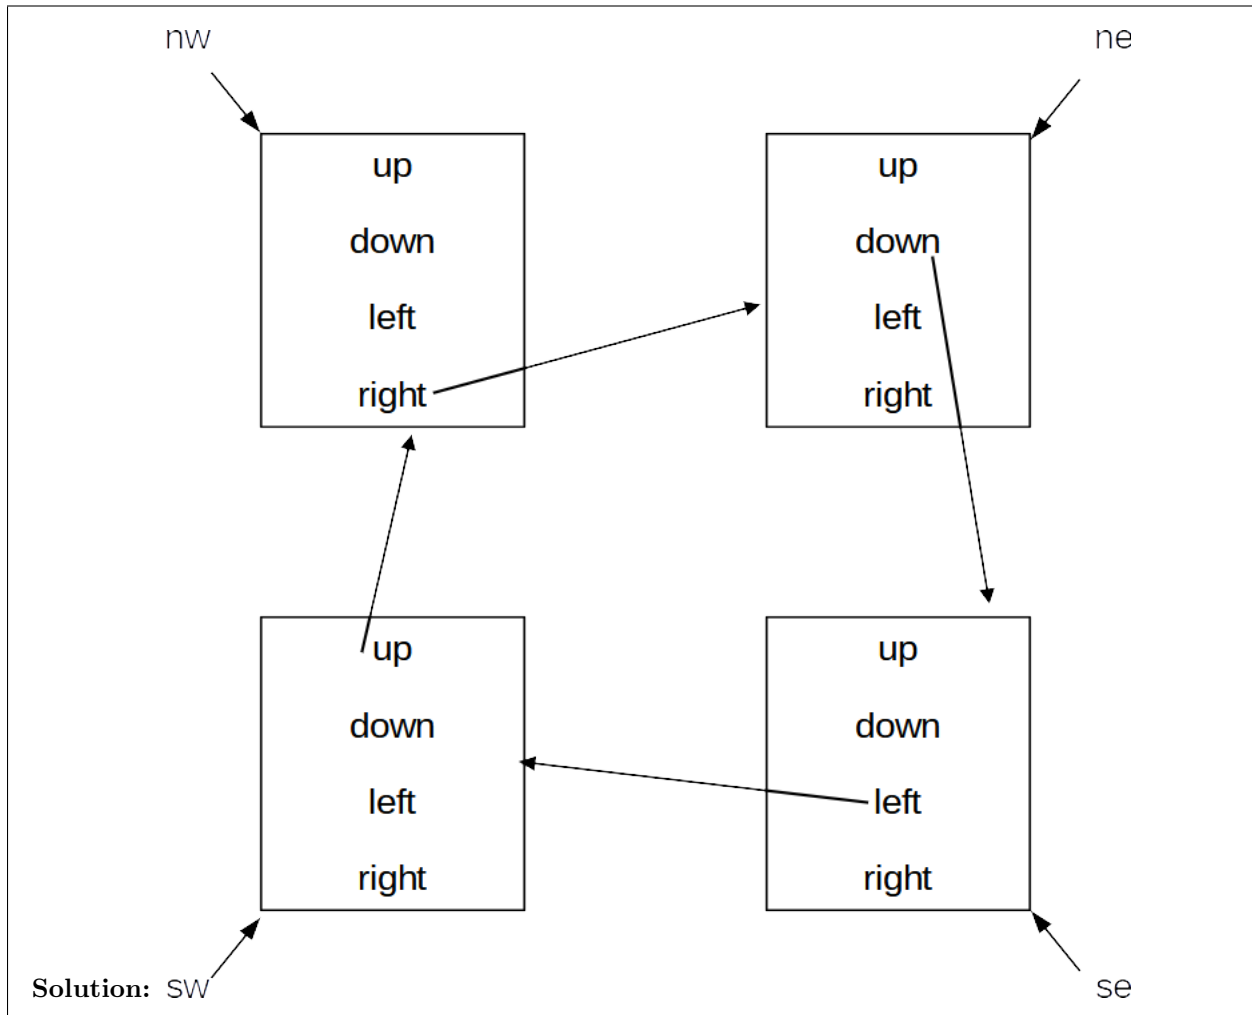 nw ne
up up
down down
left left
right right
up up
down down
left left
right right
Solution: sw se